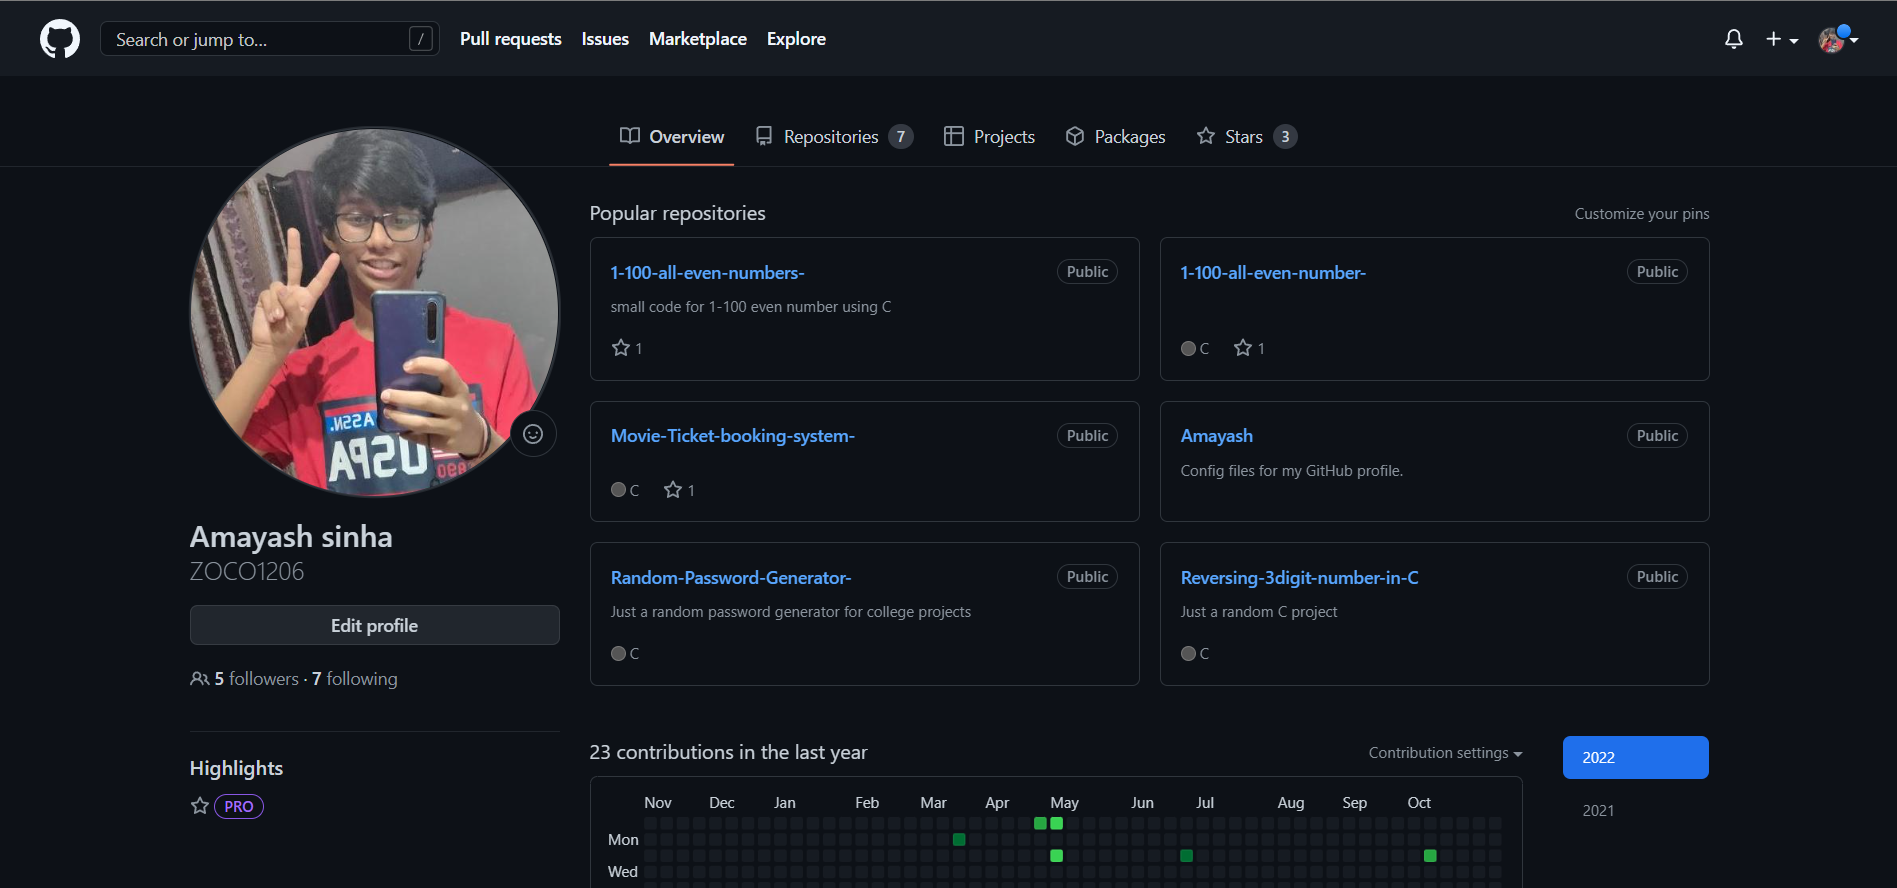 Search or jump to... /
Pull requests Issues Marketplace Explore
Overview Repositories 7 Projects Packages Stars 3
ASSN.
USPA
Amayash sinha
ZOCO1206
Edit profile
5 followers · 7 following
Highlights
PRO
Popular repositories
Customize your pins
1-100-all-even-numbers- Public
small code for 1-100 even number using C
1
1-100-all-even-number- Public
C 1
Movie-Ticket-booking-system- Public
C 1
Amayash Public
Config files for my GitHub profile.
Random-Password-Generator- Public
Just a random password generator for college projects
C
Reversing-3digit-number-in-C Public
Just a random C project
C
23 contributions in the last year
Contribution settings
2022
2021
Nov Dec Jan Feb Mar Apr May Jun Jul Aug Sep Oct
Mon
Wed